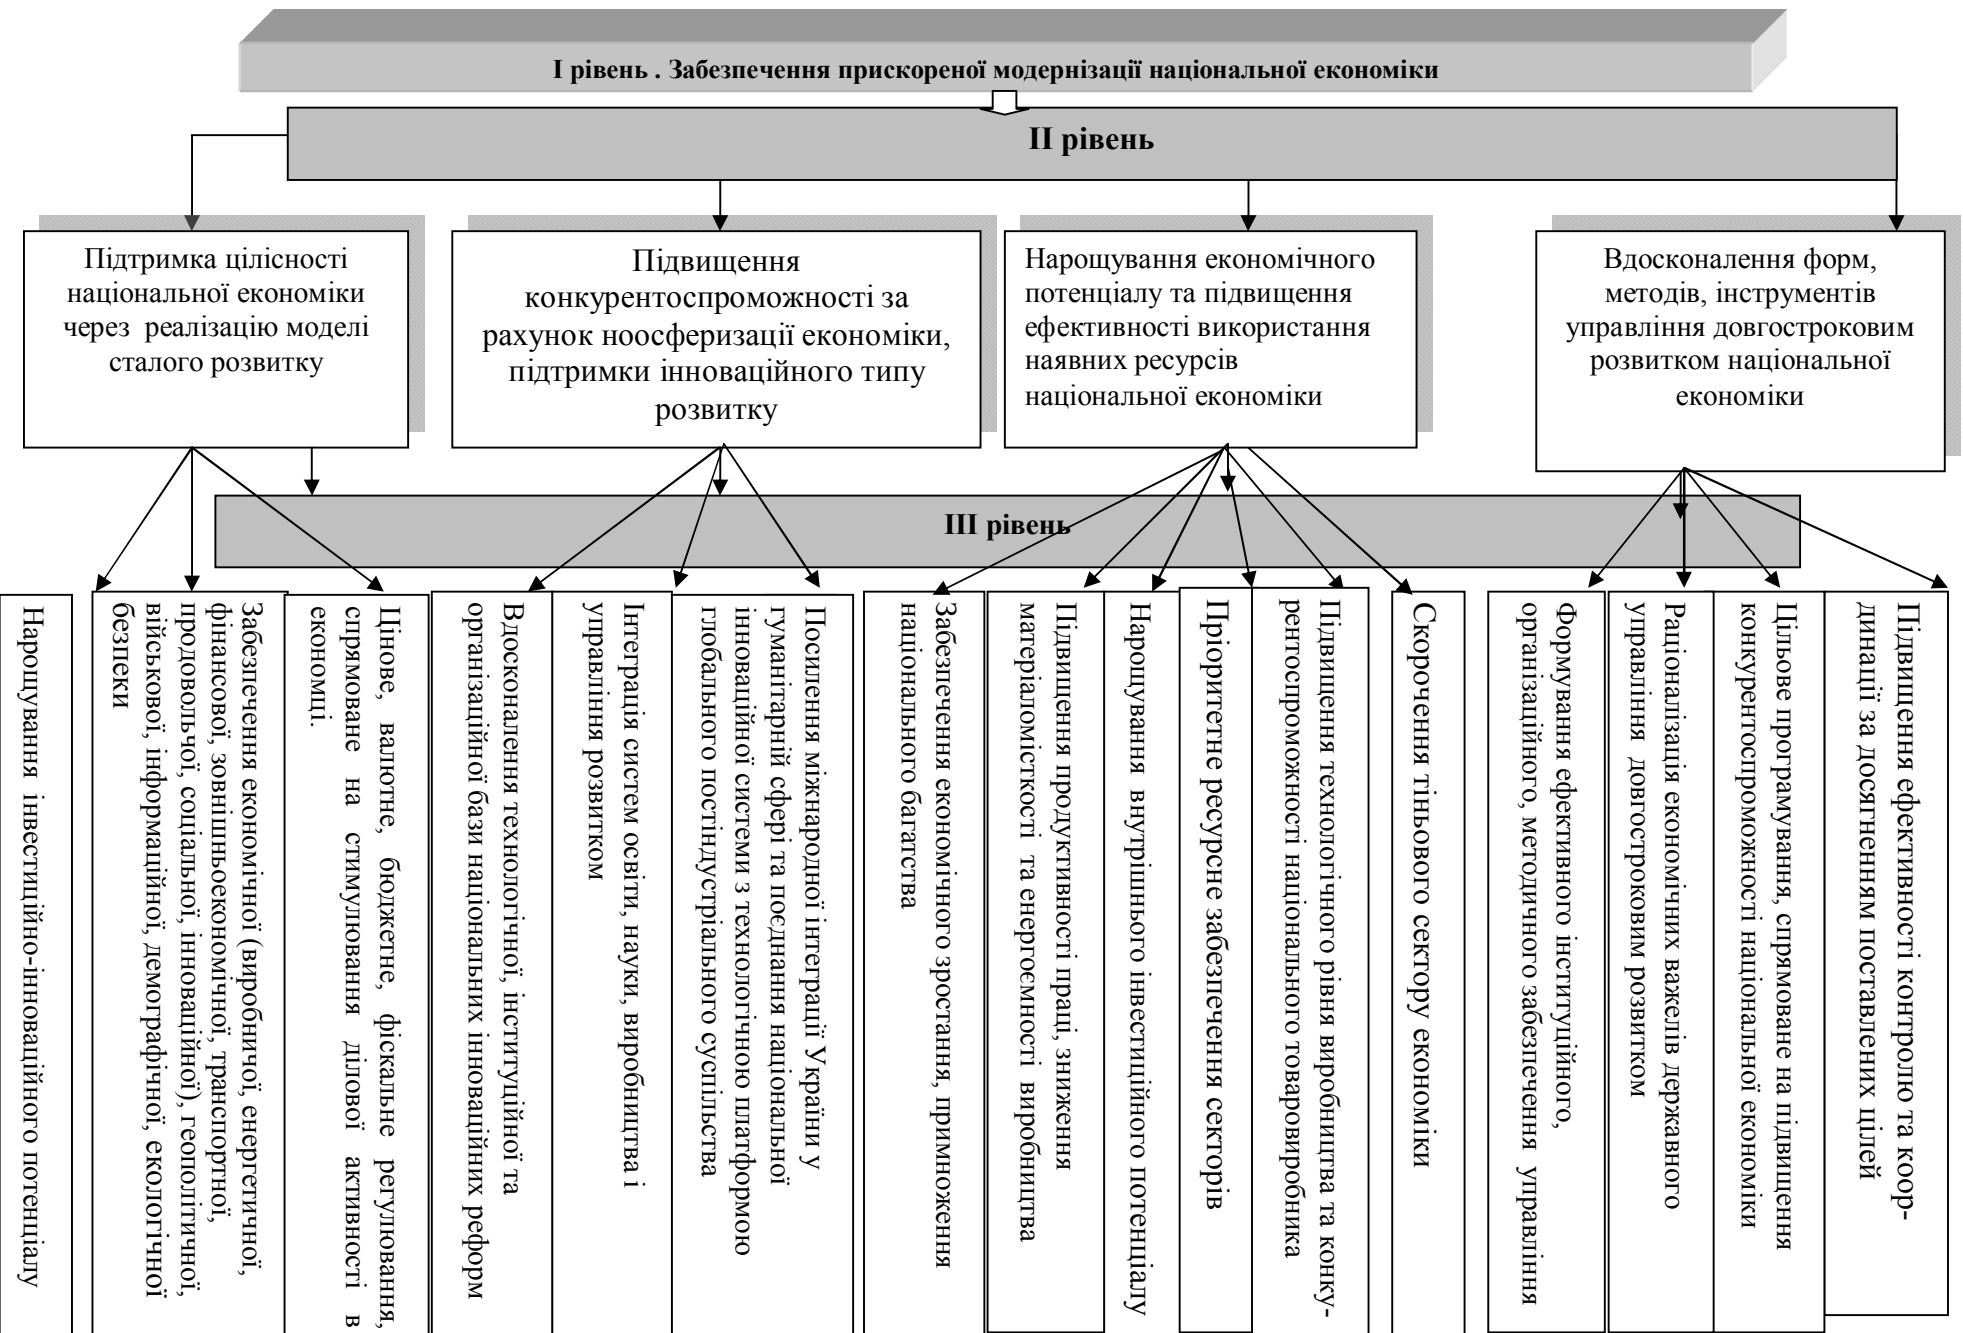 І рівень . Забезпечення прискореної модернізації національної економіки
ІІ рівень
Підтримка цілісності
національної економіки
через реалізацію моделі
сталого розвитку
Підвищення
конкурентоспроможності за
рахунок ноосферизації економіки,
підтримки інноваційного типу
розвитку
Нарощування економічного
потенціалу та підвищення
ефективності використання
наявних ресурсів
національної економіки
Вдосконалення форм,
методів, інструментів
управління довгостроковим
розвитком національної
економіки
ІІІ рівень
Нарощування інвестиційно-інноваційного потенціалу
Забезпечення економічної (виробничої, енергетичної,
фінансової, зовнішньоекономічної, транспортної,
продовольчої, соціальної, інноваційної), геополітичної,
військової, інформаційної, демографічної, екологічної
безпеки
Цінове, валютне, бюджетне, фіскальне регулювання,
спрямоване на стимулювання ділової активності в
економці.
Вдосконаленя технологічної, інституційної та
організаційної бази національних інноваційних реформ
Інтеграція систем освіти, науки, виробництва і
управління розвитком
Посилення міжнародної інтеграції України у
гуманітарній сфері та поєднання національної
інноваційної системи з технологічною платформою
глобального постіндустріального суспільства
Забезпечення економічного зростання, примноження
національного багатства
Підвищення продуктивності праці, зниження
матеріаломісткості та енергоємності виробництва
Нарощування внутрішнього інвестиційного потенціалу
Пріоритетне ресурсне забезпечення секторів
Підвищення технологічного рівня виробництва та конку-
рентоспроможності національного товаровиробника
Скорочення тіньового сектору економіки
Формування ефективного інституційного,
організаційного, методичного забезпечення управління
Раціоналізація економічних важелів державного
управління довгостроковим розвитком
Цільове програмування, спрямоване на підвищення
конкурентоспроможності національної економіки
Підвищення ефективності контролю та коор-
динації за досягненням поставлених цілей